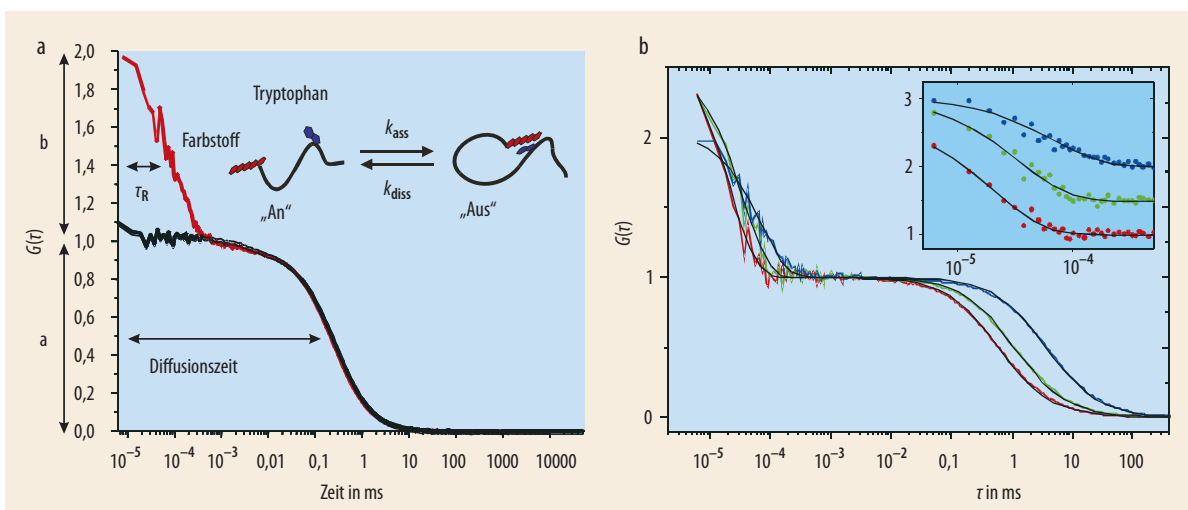 a
2,0
1,8
1,6
1,4
1,2
1,0
0,8
0,6
0,4
0,2
0,0
b
a
G(τ)
τR
Tryptophan
Farbstoff
kass
kdiss
„An“
„Aus“
Diffusionszeit
10−5 10−4 10−3 0,01 0,1 1 10 100 1000 10000
Zeit in ms
b
2
1
0
G(τ)
3
2
1
10−5 10−4
10−5 10−4 10−3 10−2 0,1 1 10 100
τ in ms